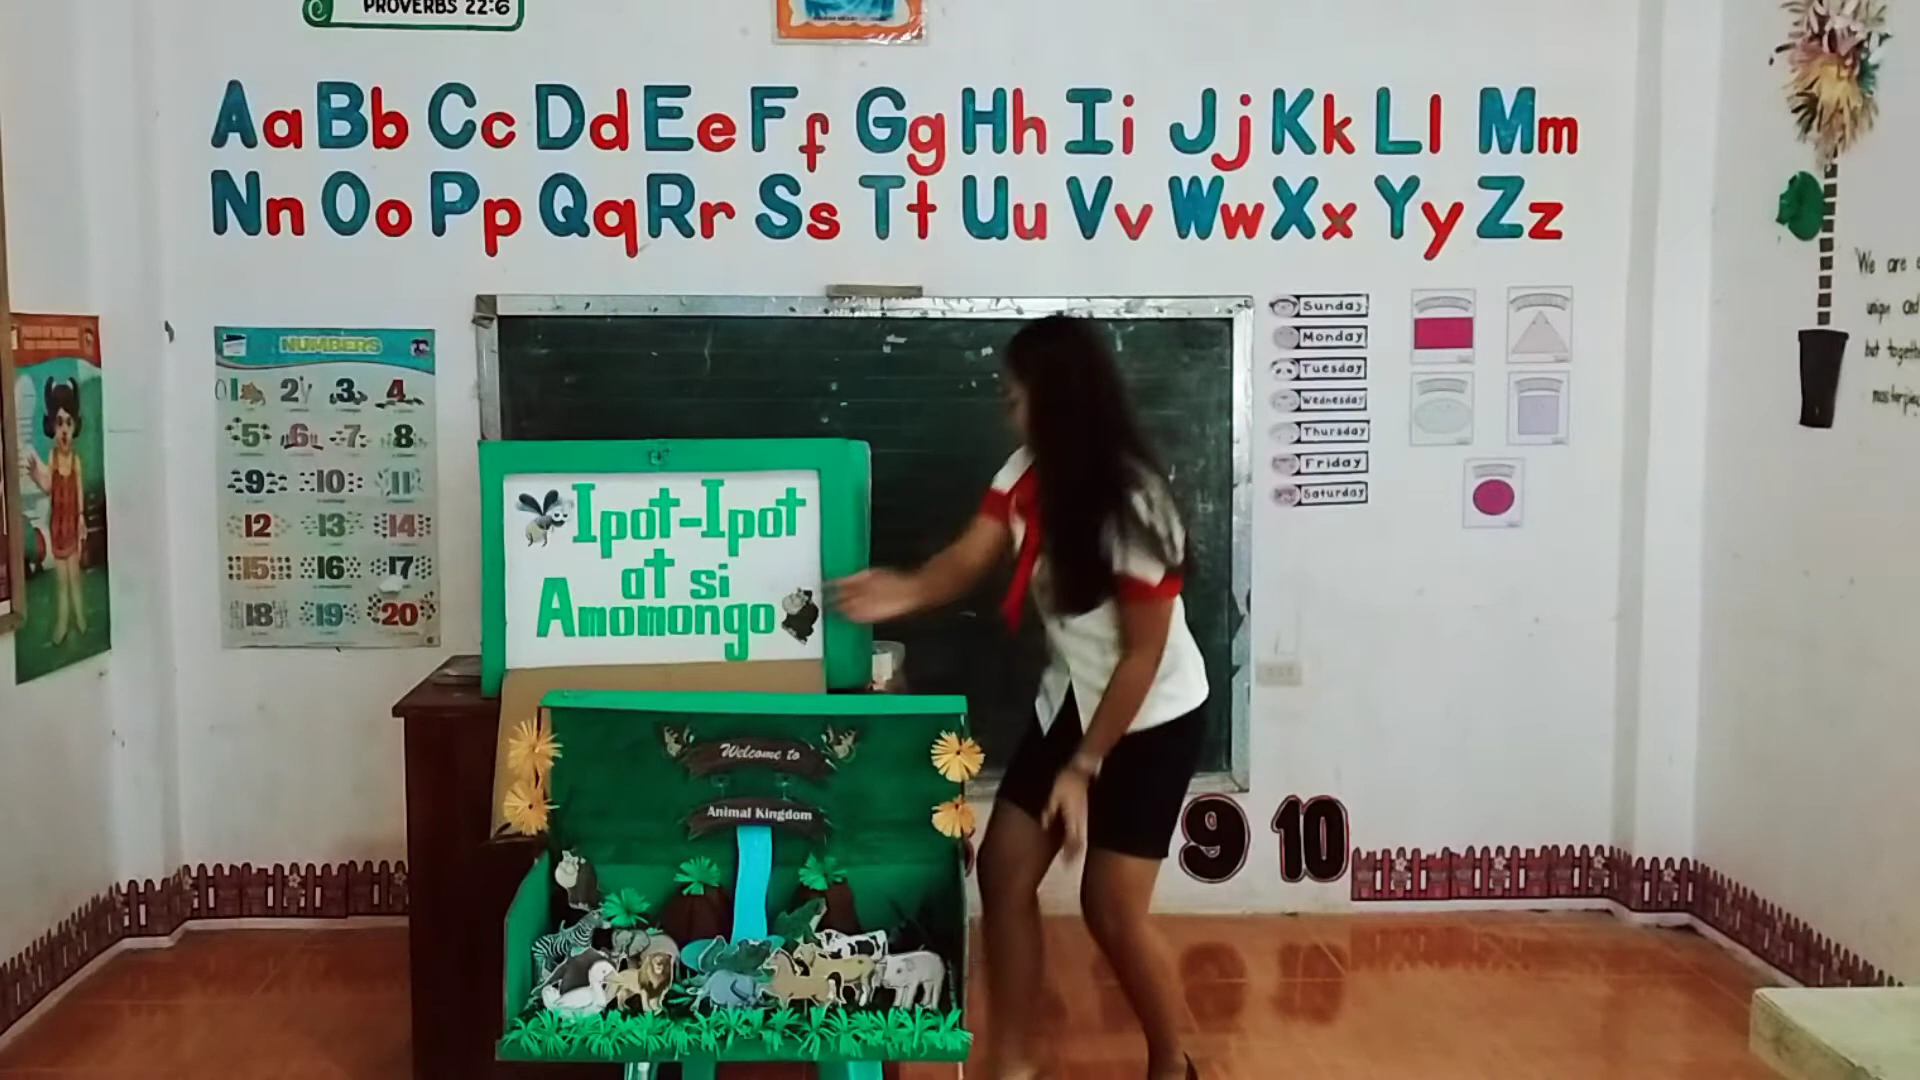 PROVERBS 22:6
Aa Bb Cc Dd Ee Ff Gg Hh Ii Jj Kk Ll Mm
Nn Oo Pp Qq Rr Ss Tt Uu Vv Ww Xx Yy Zz
We are
but
NUMBERS
1 2 3 4
5 6 7 8
9 10 11
12 13 14
15 16 17
18 19 20
Sunday
Monday
Tuesday
Wednesday
Thursday
Friday
Saturday
Ipot-Ipot
at si
Amomongo
Welcome to
Animal Kingdom
9 10